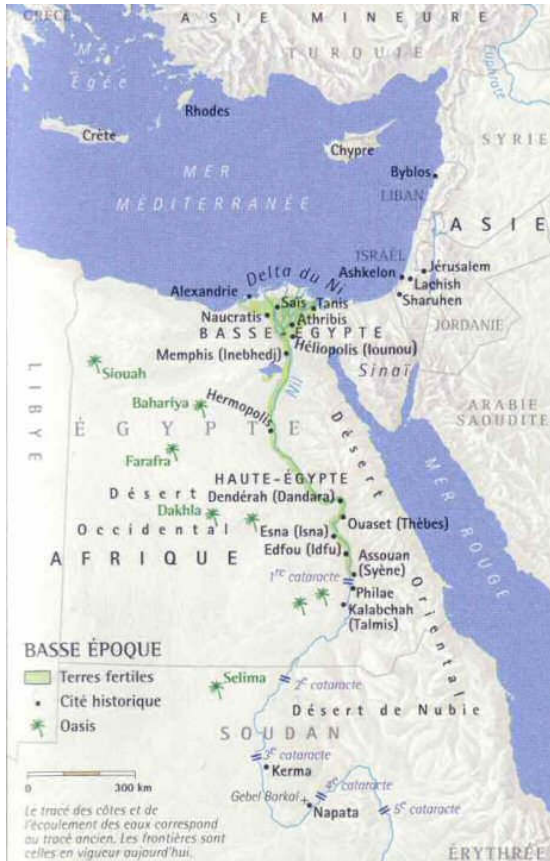 GRÈCE
ASIE MINEURE
TURQUIE
Mer
Égée
Euphrate
Rhodes
Crète
Chypre
SYRIE
MER
MÉDITERRANÉE
Byblos
LIBAN
ASIE
ISRAËL
Delta du Ni
Ashkelon
Jérusalem
Lachish
Sharuhen
Alexandrie
Saïs
Tanis
Naucratis
Athribis
BASSE-ÉGYPTE
JORDANIE
Héliopolis (Iounou)
Memphis (Inebhedj)
Sinaï
Siouah
Nil
LIBYE
Bahariya
Hermopolis
ARABIE
SAOUDITE
ÉGYPTE
Farafra
Désert
Oriental
MER ROUGE
HAUTE-ÉGYPTE
Désert
Occidental
Dendérah (Dandara)
Dakhla
Ouaset (Thèbes)
Esna (Isna)
Edfou (Idfu)
AFRIQUE
Assouan
(Syène)
1re cataracte
Philae
Kalabchah
(Talmis)
BASSE ÉPOQUE
Terres fertiles
Cité historique
Oasis
Selima
2e cataracte
Désert de Nubie
SOUDAN
3e cataracte
Kerma
4e cataracte
Gebel Barkal
Napata
5e cataracte
0 300 km
Le tracé des côtes et de
l'écoulement des eaux correspond
au tracé ancien. Les frontières sont
celles en vigueur aujourd'hui.
ÉRYTHRÉE